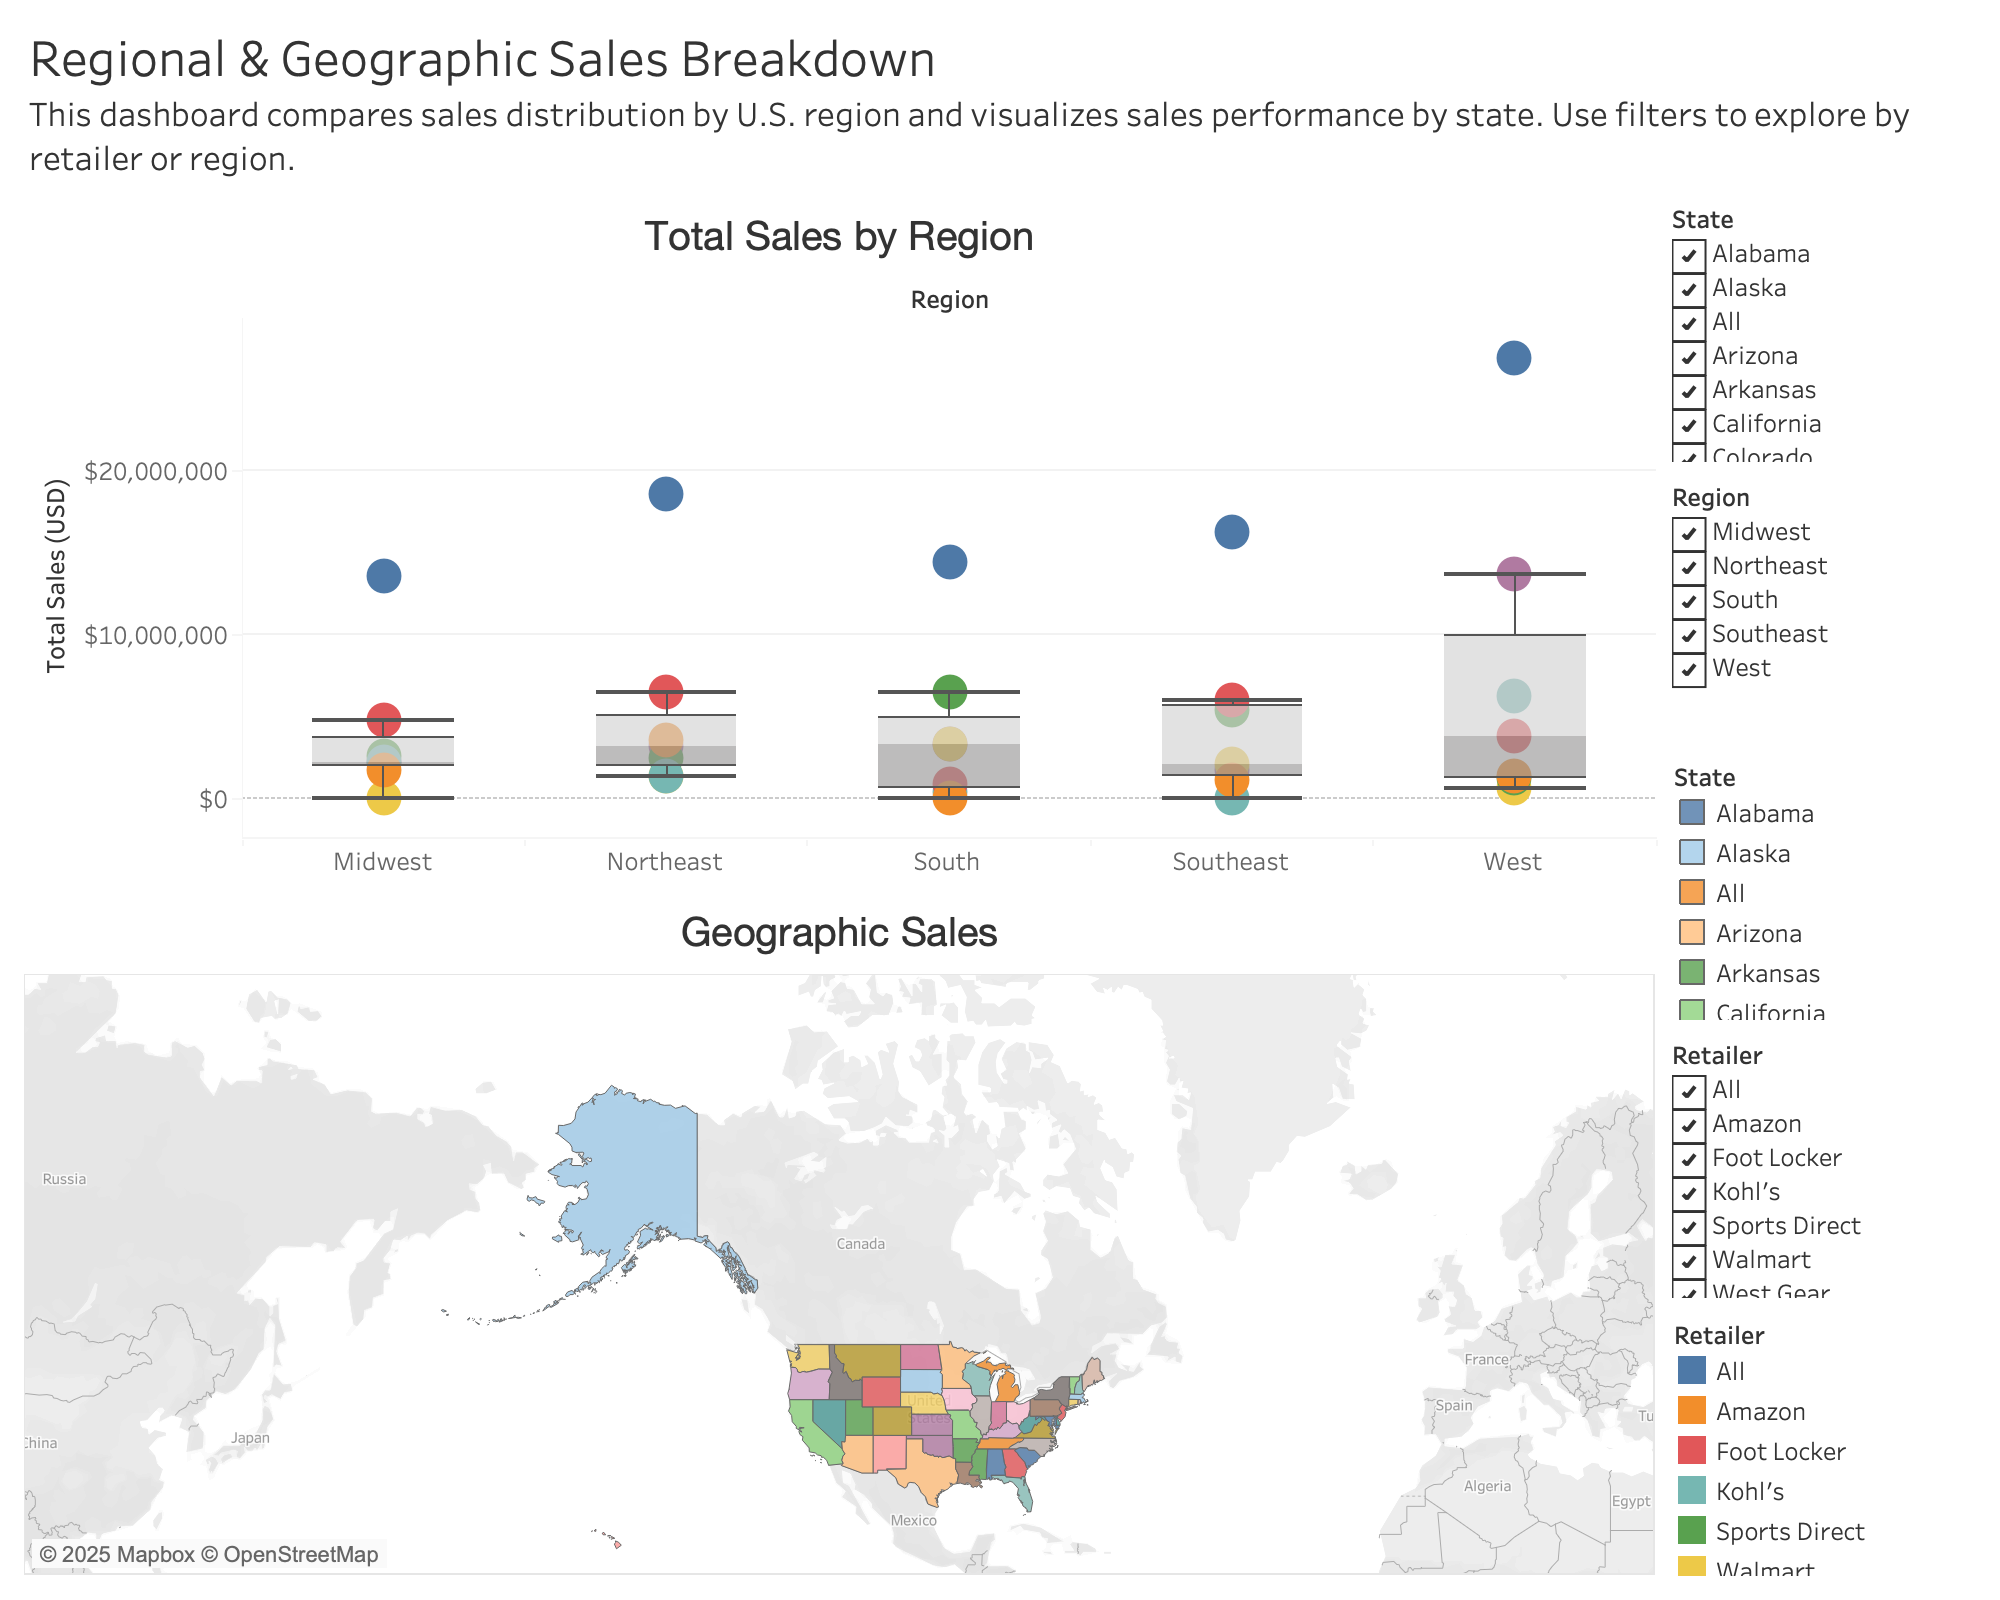 Regional & Geographic Sales Breakdown
This dashboard compares sales distribution by U.S. region and visualizes sales performance by state. Use filters to explore by
retailer or region.
Total Sales by Region
Region
Total Sales (USD)
$20,000,000
$10,000,000
$0
Midwest
Northeast
South
Southeast
West
State
Alabama
Alaska
All
Arizona
Arkansas
California
Colorado
Region
Midwest
Northeast
South
Southeast
West
State
Alabama
Alaska
All
Arizona
Arkansas
California
Retailer
All
Amazon
Foot Locker
Kohl's
Sports Direct
Walmart
West Gear
Retailer
All
Amazon
Foot Locker
Kohl's
Sports Direct
Walmart
Geographic Sales
Russia
Canada
United
States
France
Spain
Tu
China
Japan
Algeria
Egypt
Mexico
© 2025 Mapbox © OpenStreetMap